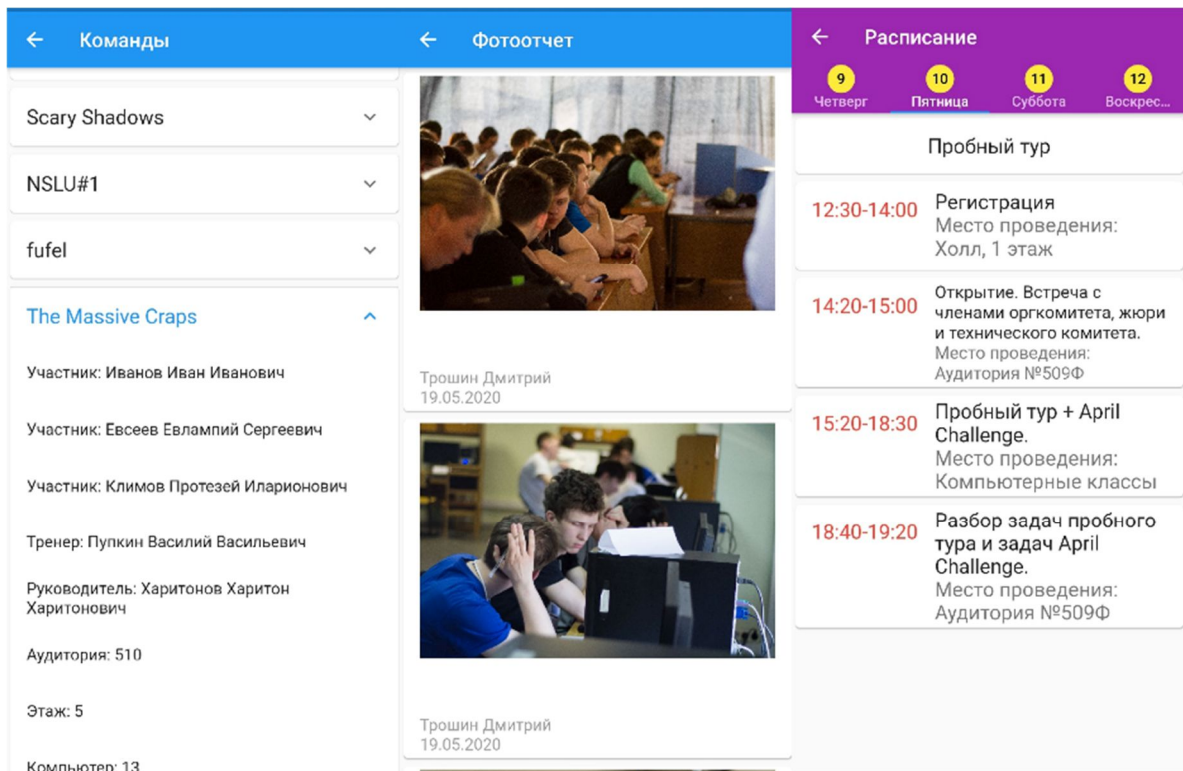 Команды
Scary Shadows
NSLU#1
fufel
The Massive Craps
Участник: Иванов Иван Иванович
Участник: Евсеев Евлампий Сергеевич
Участник: Климов Протезей Иларионович
Тренер: Пупкин Василий Васильевич
Руководитель: Харитонов Харитон
Харитонович
Аудитория: 510
Этаж: 5
Компьютер: 13
Фотоотчет
Трошин Дмитрий
19.05.2020
Трошин Дмитрий
19.05.2020
Расписание
9 10 11 12
Четверг Пятница Суббота Воскрес...
Пробный тур
12:30-14:00 Регистрация
Место проведения:
Холл, 1 этаж
14:20-15:00 Открытие. Встреча с
членами оргкомитета, жюри
и технического комитета.
Место проведения:
Аудитория №509Ф
15:20-18:30 Пробный тур + April
Challenge.
Место проведения:
Компьютерные классы
18:40-19:20 Разбор задач пробного
тура и задач April
Challenge.
Место проведения:
Аудитория №509Ф